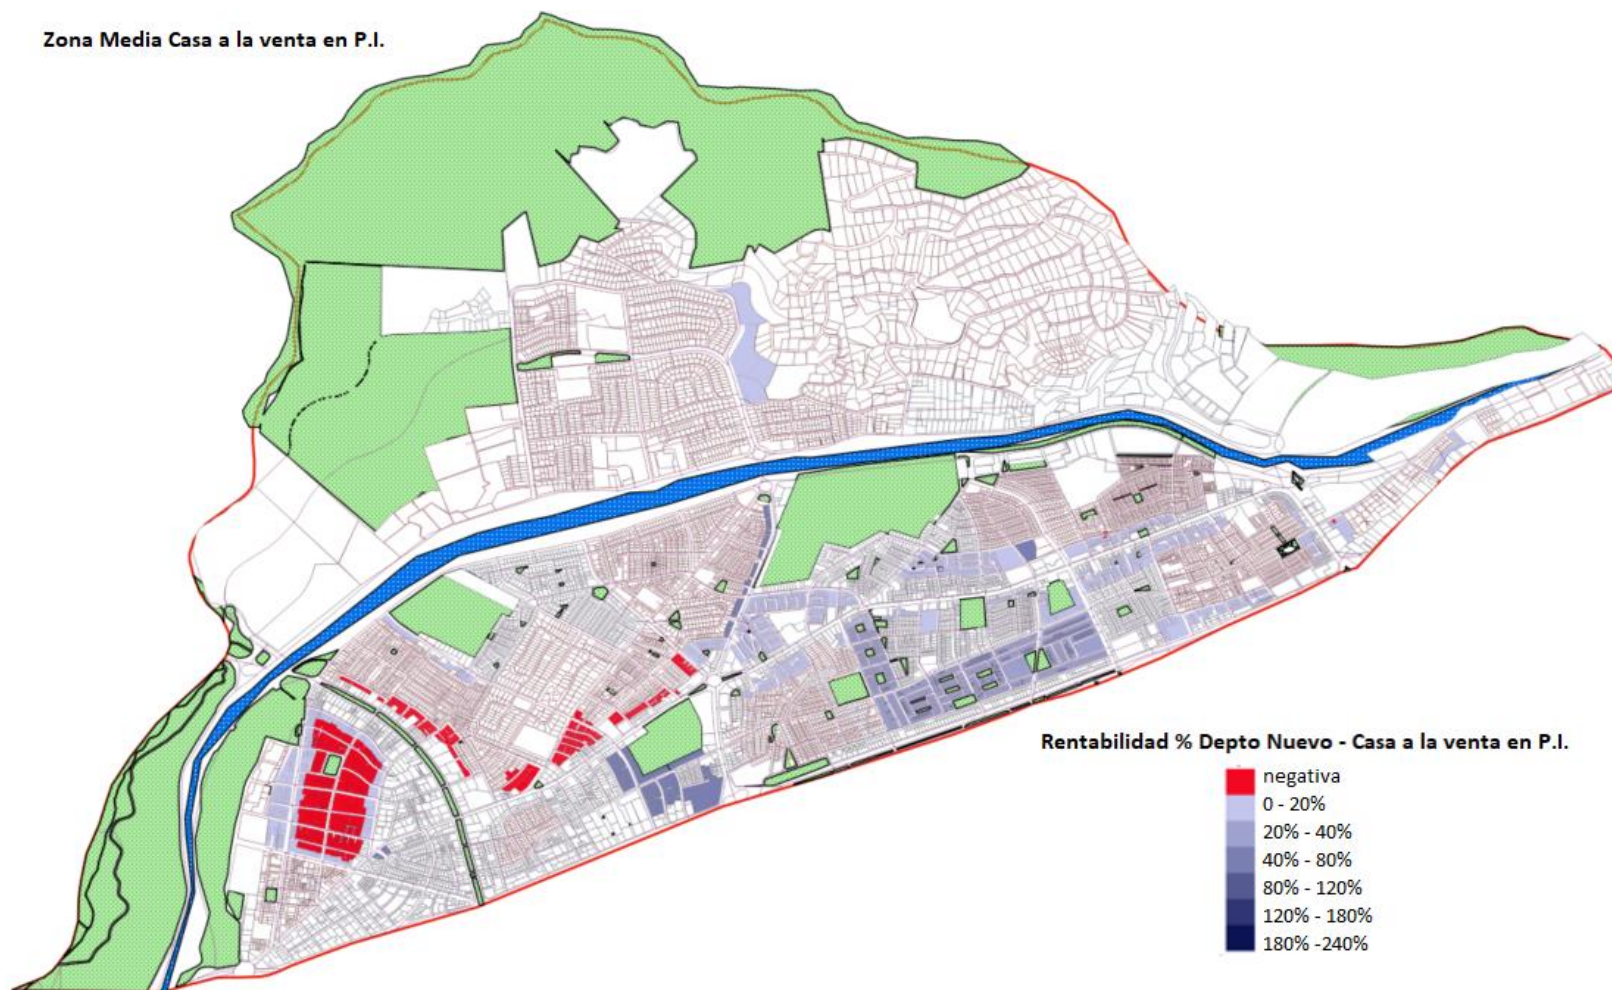 Zona Media Casa a la venta en P.I.
Rentabilidad % Depto Nuevo - Casa a la venta en P.I.
negativa
0 - 20%
20% - 40%
40% - 80%
80% - 120%
120% - 180%
180% -240%